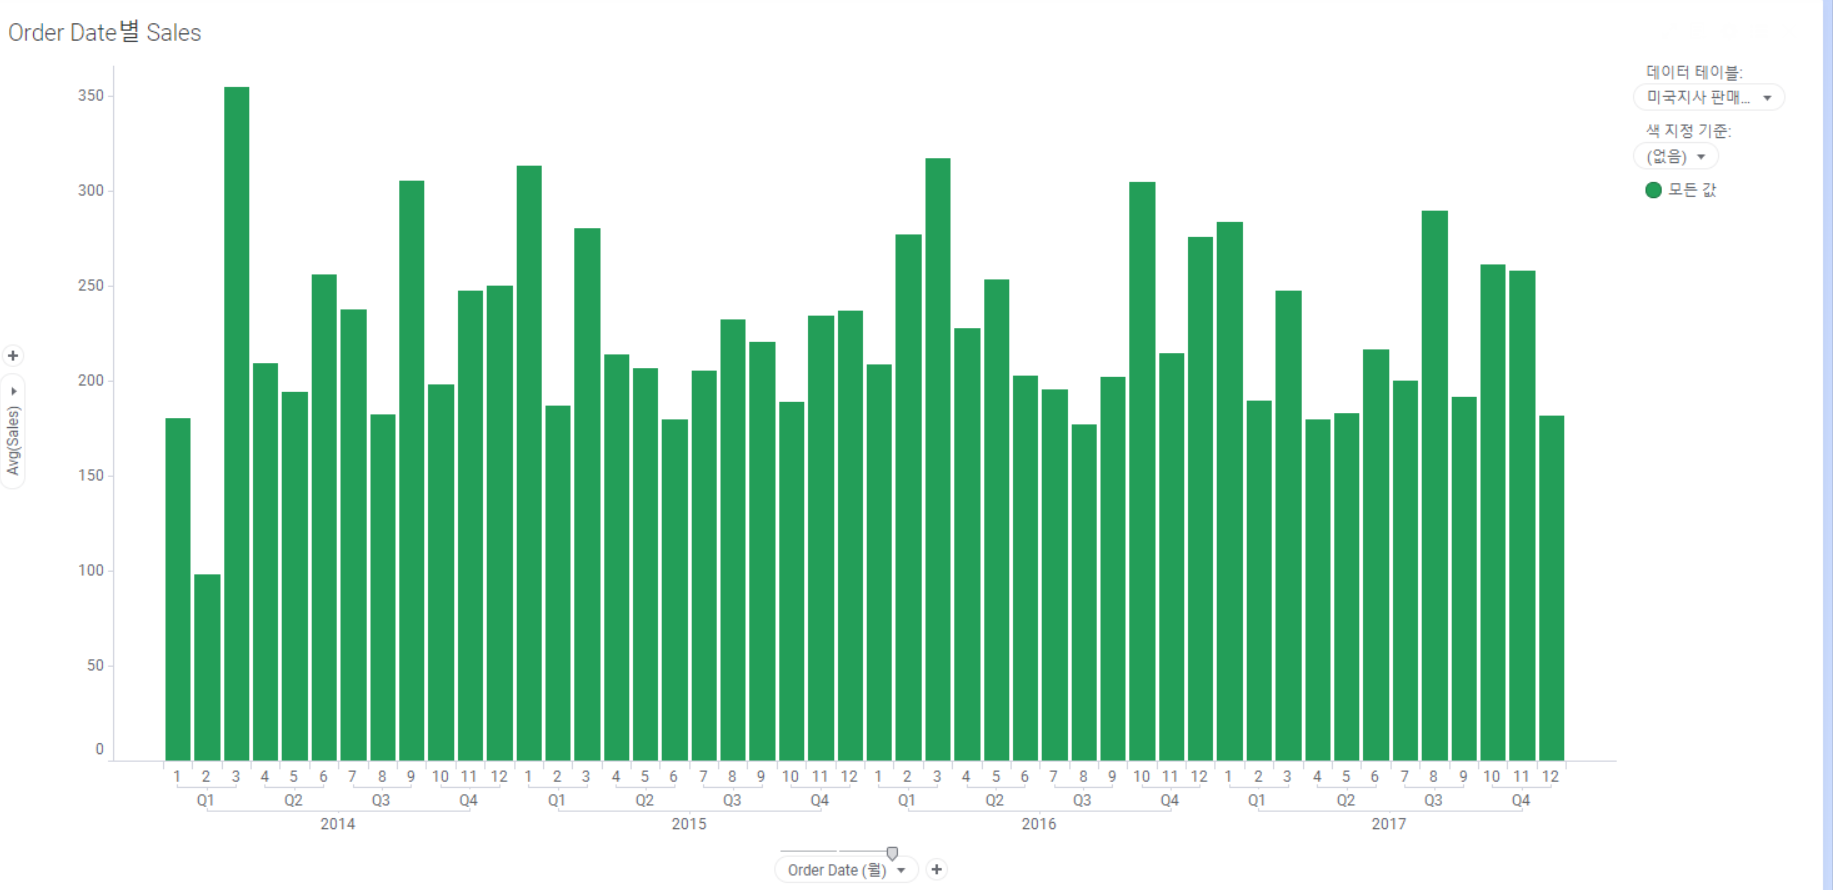 Order Date별 Sales
데이터 테이블:
미국지사 판매...
색 지정 기준:
(없음)
모든 값
350
300
250
200
150
100
50
0
Avg(Sales)
1 2 3 4 5 6 7 8 9 10 11 12 1 2 3 4 5 6 7 8 9 10 11 12 1 2 3 4 5 6 7 8 9 10 11 12 1 2 3 4 5 6 7 8 9 10 11 12
Q1 Q2 Q3 Q4 Q1 Q2 Q3 Q4 Q1 Q2 Q3 Q4 Q1 Q2 Q3 Q4
2014 2015 2016 2017
Order Date (월)